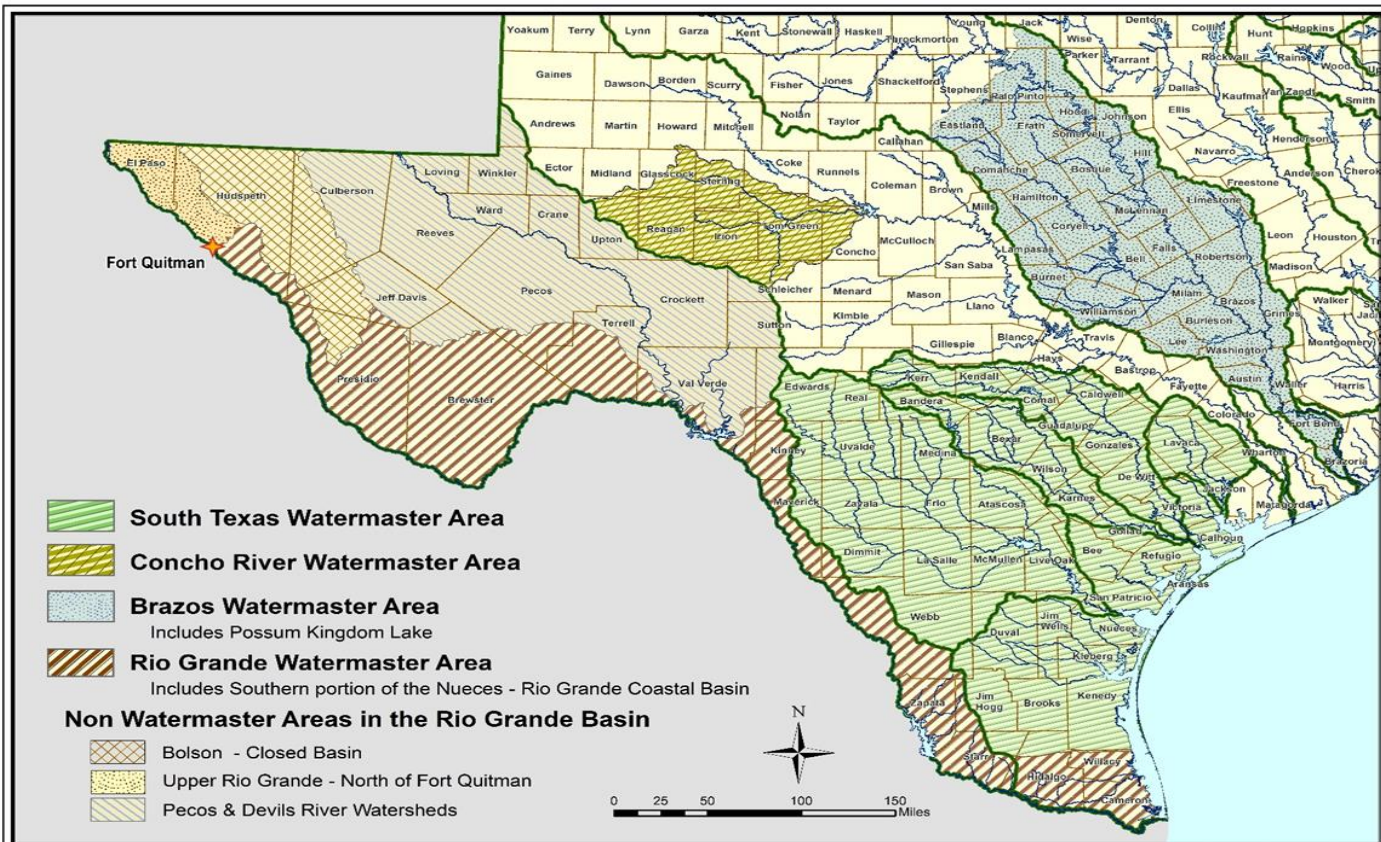 Young
Jack
Denton
Collin
Hunt
Hopkins
Yoakum
Terry
Lynn
Garza
Kent
Stonewall
Haskell
Throckmorton
Wise
Parker
Tarrant
Rockwall
Rains
Wood
Gaines
Dawson
Borden
Scurry
Fisher
Jones
Shackelford
Stephens
Palo Pinto
Hood
Johnson
Dallas
Ellis
Kaufman
Van Zandt
Smith
Andrews
Martin
Howard
Mitchell
Nolan
Taylor
Callahan
Eastland
Erath
Somervell
Hill
Navarro
Henderson
El Paso
Hudspeth
Culberson
Loving
Winkler
Ector
Midland
Glasscock
Sterling
Coke
Runnels
Coleman
Brown
Comanche
Bosque
Freestone
Anderson
Reeves
Ward
Crane
Upton
Reagan
Irion
Tom Green
Concho
McCulloch
Mills
Hamilton
Coryell
McLennan
Limestone
Falls
Leon
Houston
Fort Quitman
Jeff Davis
Pecos
Crockett
Schleicher
Menard
San Saba
Lampasas
Burnet
Bell
Robertson
Madison
Mason
Llano
Kimble
Sutton
Terrell
Val Verde
Milam
Brazos
Grimes
Walker
Williamson
Burleson
Montgomery
Presidio
Brewster
Gillespie
Blanco
Travis
Hays
Lee
Washington
Bastrop
Austin
Waller
Harris
Edwards
Real
Kerr
Kendall
Bandera
Comal
Caldwell
Fayette
Colorado
Fort Bend
Kinney
Uvalde
Medina
Bexar
Guadalupe
Gonzales
Lavaca
Wharton
Brazoria
Maverick
Zavala
Frio
Atascosa
Wilson
Karnes
De Witt
Jackson
Matagorda
Victoria
Dimmit
La Salle
McMullen
Live Oak
Bee
Goliad
Refugio
Calhoun
Aransas
San Patricio
Webb
Duval
Jim
Wells
Nueces
Kleberg
Zapata
Jim
Hogg
Brooks
Kenedy
Starr
Hidalgo
Willacy
Cameron
South Texas Watermaster Area
Concho River Watermaster Area
Brazos Watermaster Area
Includes Possum Kingdom Lake
Rio Grande Watermaster Area
Includes Southern portion of the Nueces - Rio Grande Coastal Basin
Non Watermaster Areas in the Rio Grande Basin
Bolson - Closed Basin
Upper Rio Grande - North of Fort Quitman
Pecos & Devils River Watersheds
N
0 25 50 100 150
Miles